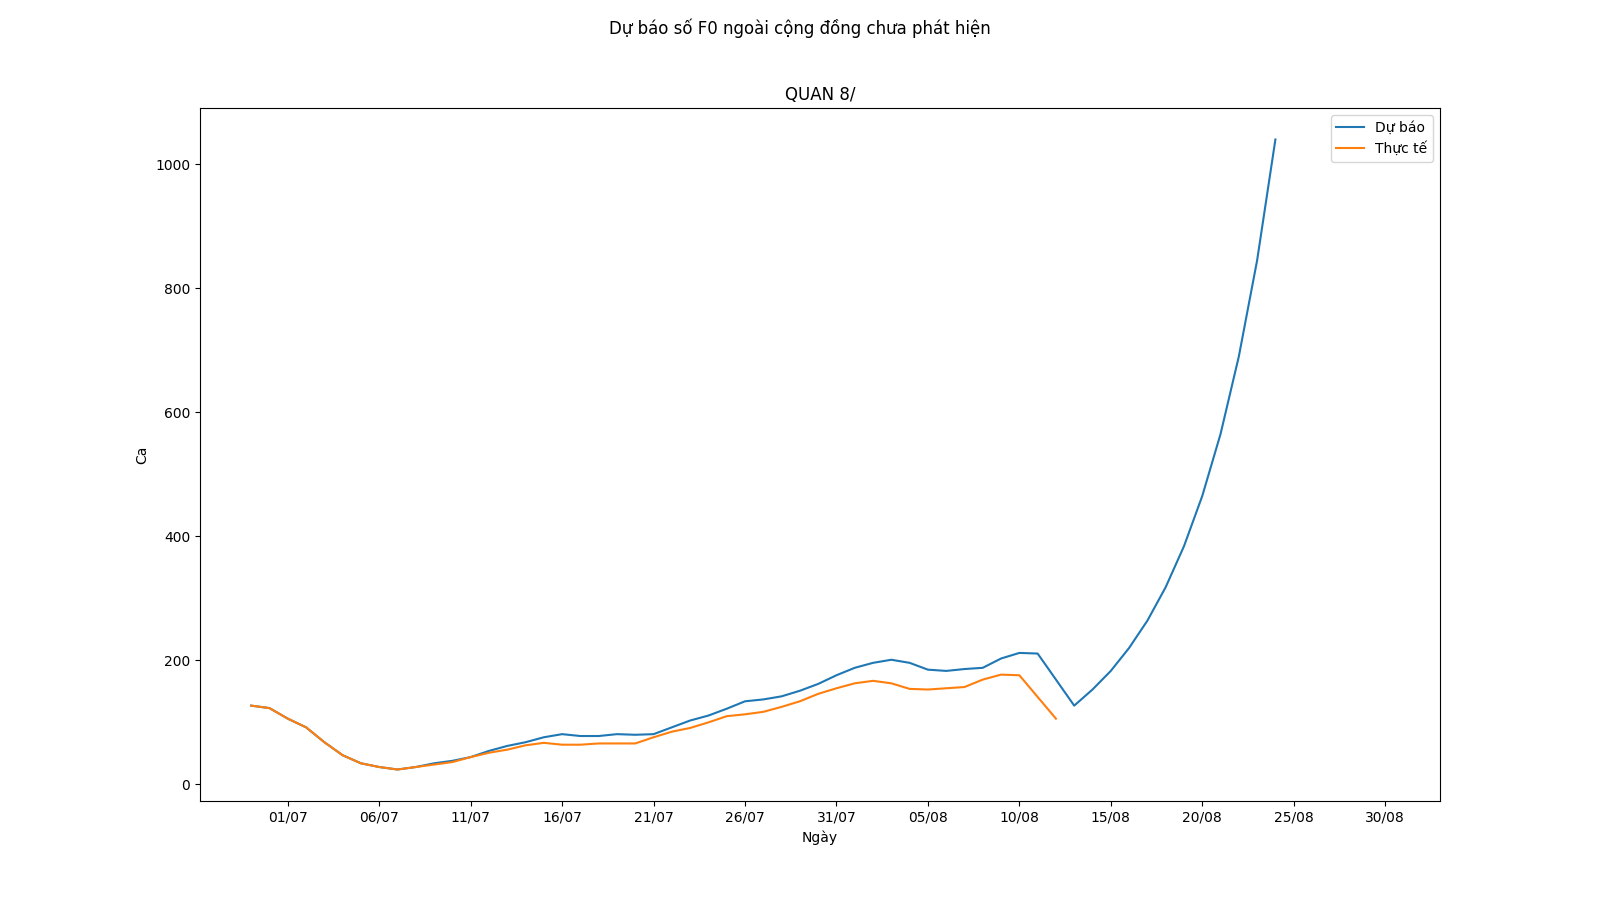 Dự báo số F0 ngoài cộng đồng chưa phát hiện
QUAN 8/
Dự báo
Thực tế
1000
800
600
400
200
0
Ca
01/07 06/07 11/07 16/07 21/07 26/07 31/07 05/08 10/08 15/08 20/08 25/08 30/08
Ngày